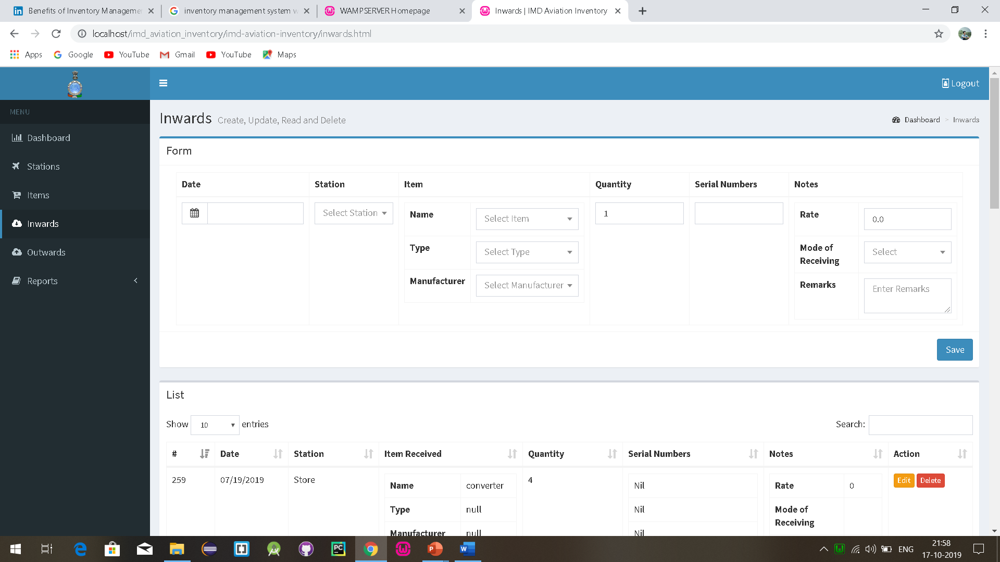 Benefits of Inventory Manageme
inventory management system w
WAMPSERVER Homepage
Inwards | IMD Aviation Inventory
localhost/imd_aviation_inventory/imd-aviation-inventory/inwards.html
Apps Google YouTube Gmail YouTube Maps
Logout
MENU
Dashboard
Stations
Items
Inwards
Outwards
Reports
Inwards Create, Update, Read and Delete
Dashboard > Inwards
Form
Date Station Item Quantity Serial Numbers Notes
Select Station
Name Select Item
Type Select Type
Manufacturer Select Manufacturer
1
Rate 0.0
Mode of Receiving Select
Remarks Enter Remarks
Save
List
Show 10 entries
Search:
# Date Station Item Received Quantity Serial Numbers Notes Action
259 07/19/2019 Store
Name converter
Type null
Manufacturer null
4
Nil
Nil
Nil
Rate 0
Mode of
Receiving
Edit Delete
ENG
21:58
17-10-2019